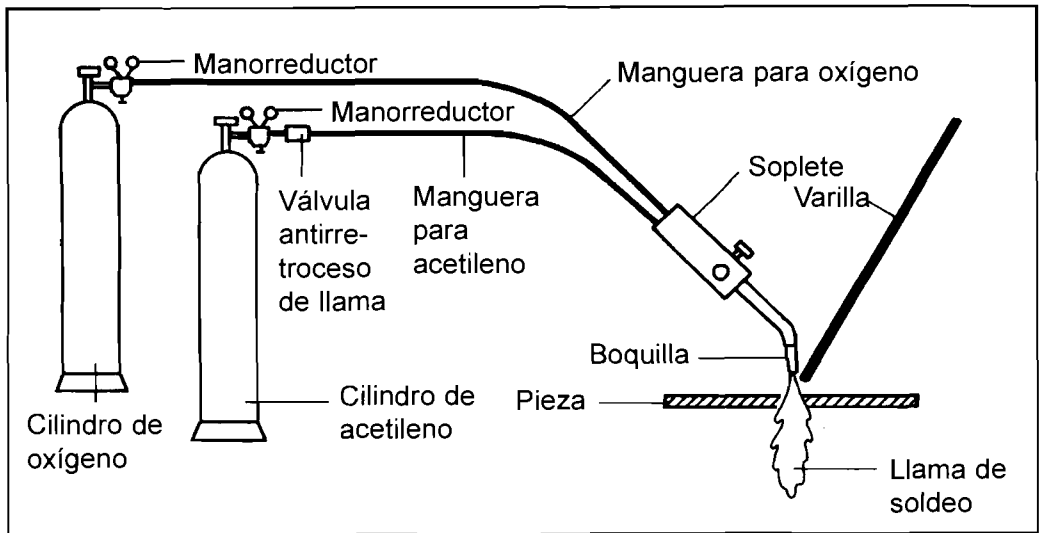 Manorreductor
Manguera para oxígeno
Manorreductor
Soplete
Varilla
Válvula
antirre-
troceso
de llama
Manguera
para
acetileno
Boquilla
Pieza
Cilindro de
oxígeno
Cilindro de
acetileno
Llama de
soldeo